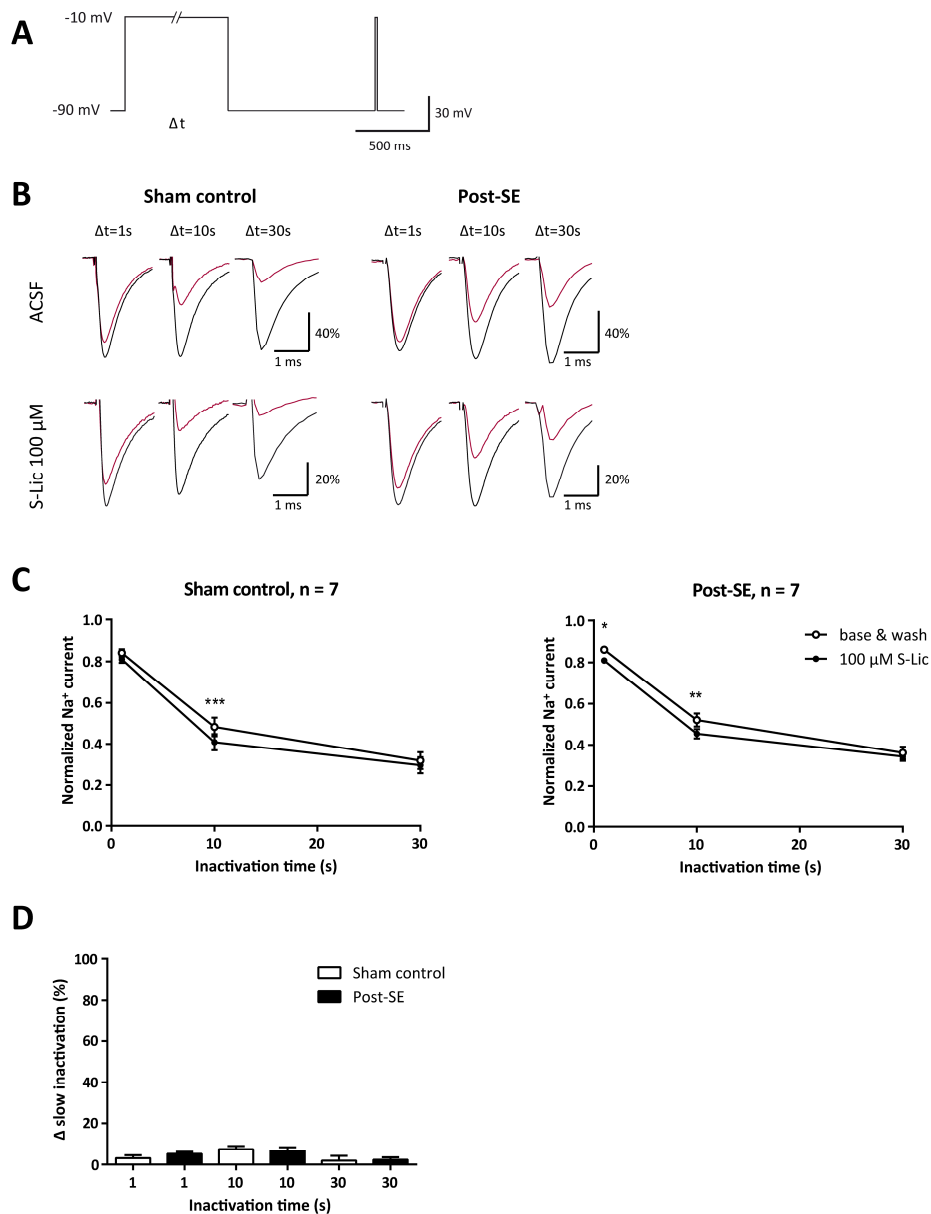 A
-10 mV
-90 mV
Δt
30 mV
500 ms
B
Sham control
Post-SE
Δt=1s Δt=10s Δt=30s
Δt=1s Δt=10s Δt=30s
ACSF
40%
1 ms
40%
1 ms
S-Lic 100 μM
20%
1 ms
20%
1 ms
C
Sham control, n = 7
Normalized Na⁺ current
1.0
0.8
0.6
0.4
0.2
0.0
***
0 10 20 30
Inactivation time (s)
Post-SE, n = 7
Normalized Na⁺ current
1.0
0.8
0.6
0.4
0.2
0.0
*
**
0 10 20 30
Inactivation time (s)
base & wash
100 μM S-Lic
D
Δ slow inactivation (%)
100
80
60
40
20
0
Sham control
Post-SE
1 1 10 10 30 30
Inactivation time (s)